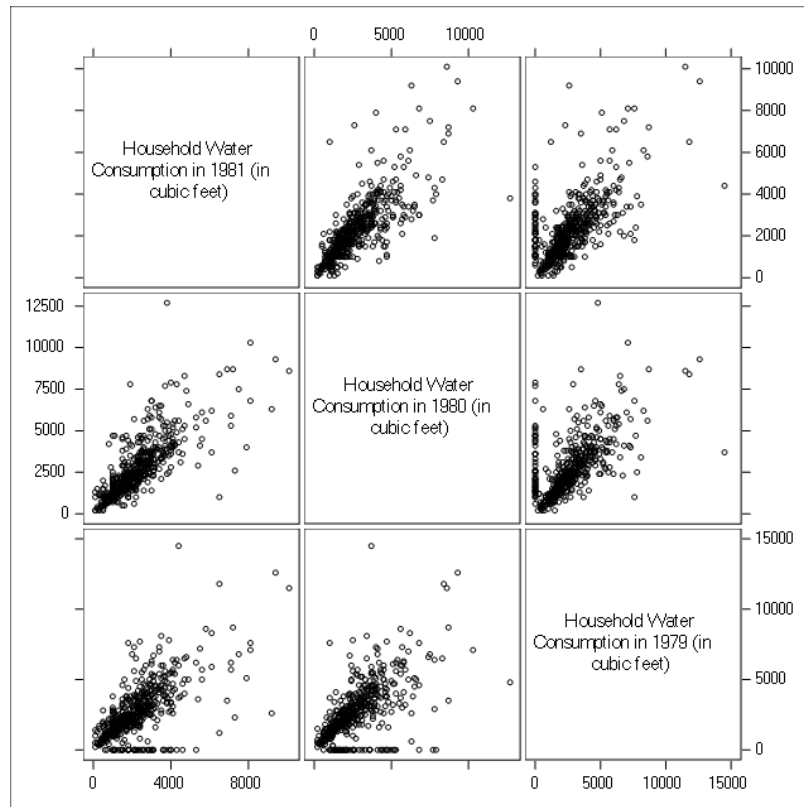 0 5000 10000
Household Water
Consumption in 1981 (in
cubic feet)
10000
8000
6000
4000
2000
0
12500
10000
7500
5000
2500
0
Household Water
Consumption in 1980 (in
cubic feet)
Household Water
Consumption in 1979 (in
cubic feet)
15000
10000
5000
0
0 4000 8000
0 5000 10000 15000